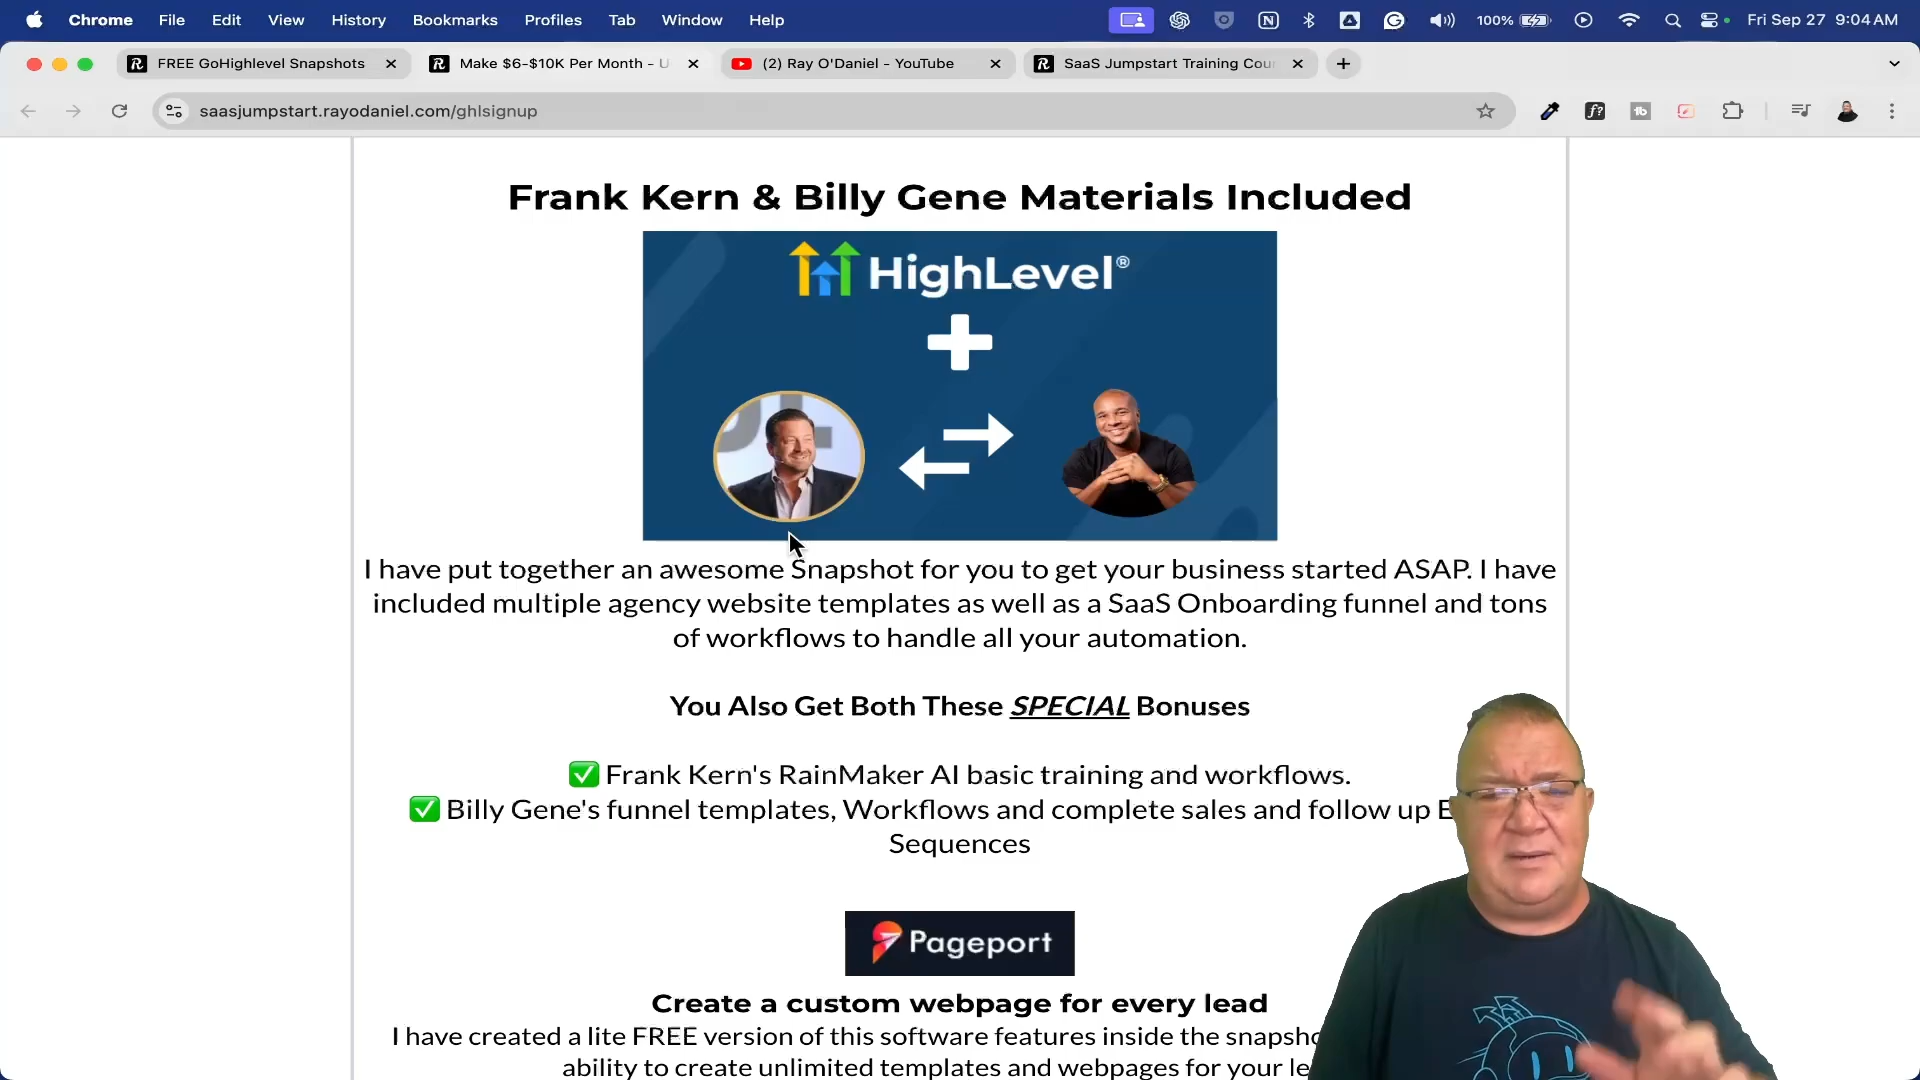 Chrome File Edit View History Bookmarks Profiles Tab Window Help 100% Fri Sep 27 9:04 AM
FREE GoHighlevel Snapshots Make $6-$10K Per Month - U (2) Ray O'Daniel - YouTube SaaS Jumpstart Training Cou
saasjumpstart.rayodaniel.com/ghlsignup
Frank Kern & Billy Gene Materials Included
HighLevel®
I have put together an awesome Snapshot for you to get your business started ASAP. I have
included multiple agency website templates as well as a SaaS Onboarding funnel and tons
of workflows to handle all your automation.
You Also Get Both These SPECIAL Bonuses
✅ Frank Kern's RainMaker AI basic training and workflows.
✅ Billy Gene's funnel templates, Workflows and complete sales and follow up
Sequences
Pageport
Create a custom webpage for every lead
I have created a lite FREE version of this software features inside the
ability to create unlimited templates and webpages for your